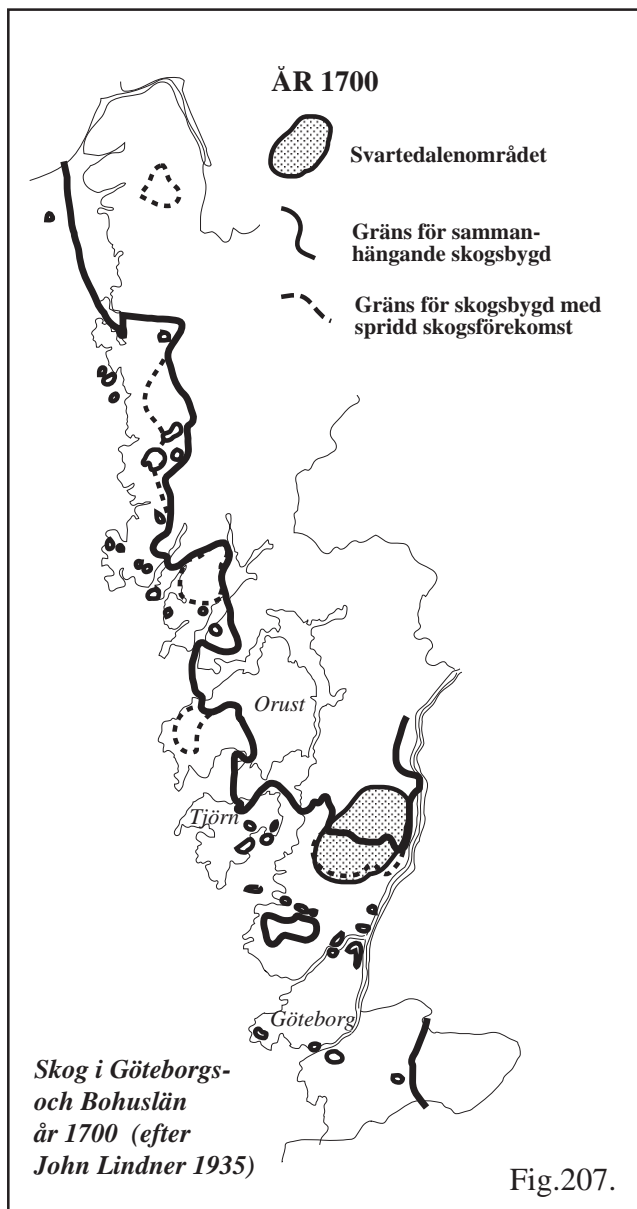 ÅR 1700
Svartedalenområdet
Gräns för samman-
hängande skogsbygd
Gräns för skogsbygd med
spridd skogsförekomst
Orust
Tjörn
Göteborg
Skog i Göteborgs-
och Bohuslän
år 1700 (efter
John Lindner 1935)
Fig.207.